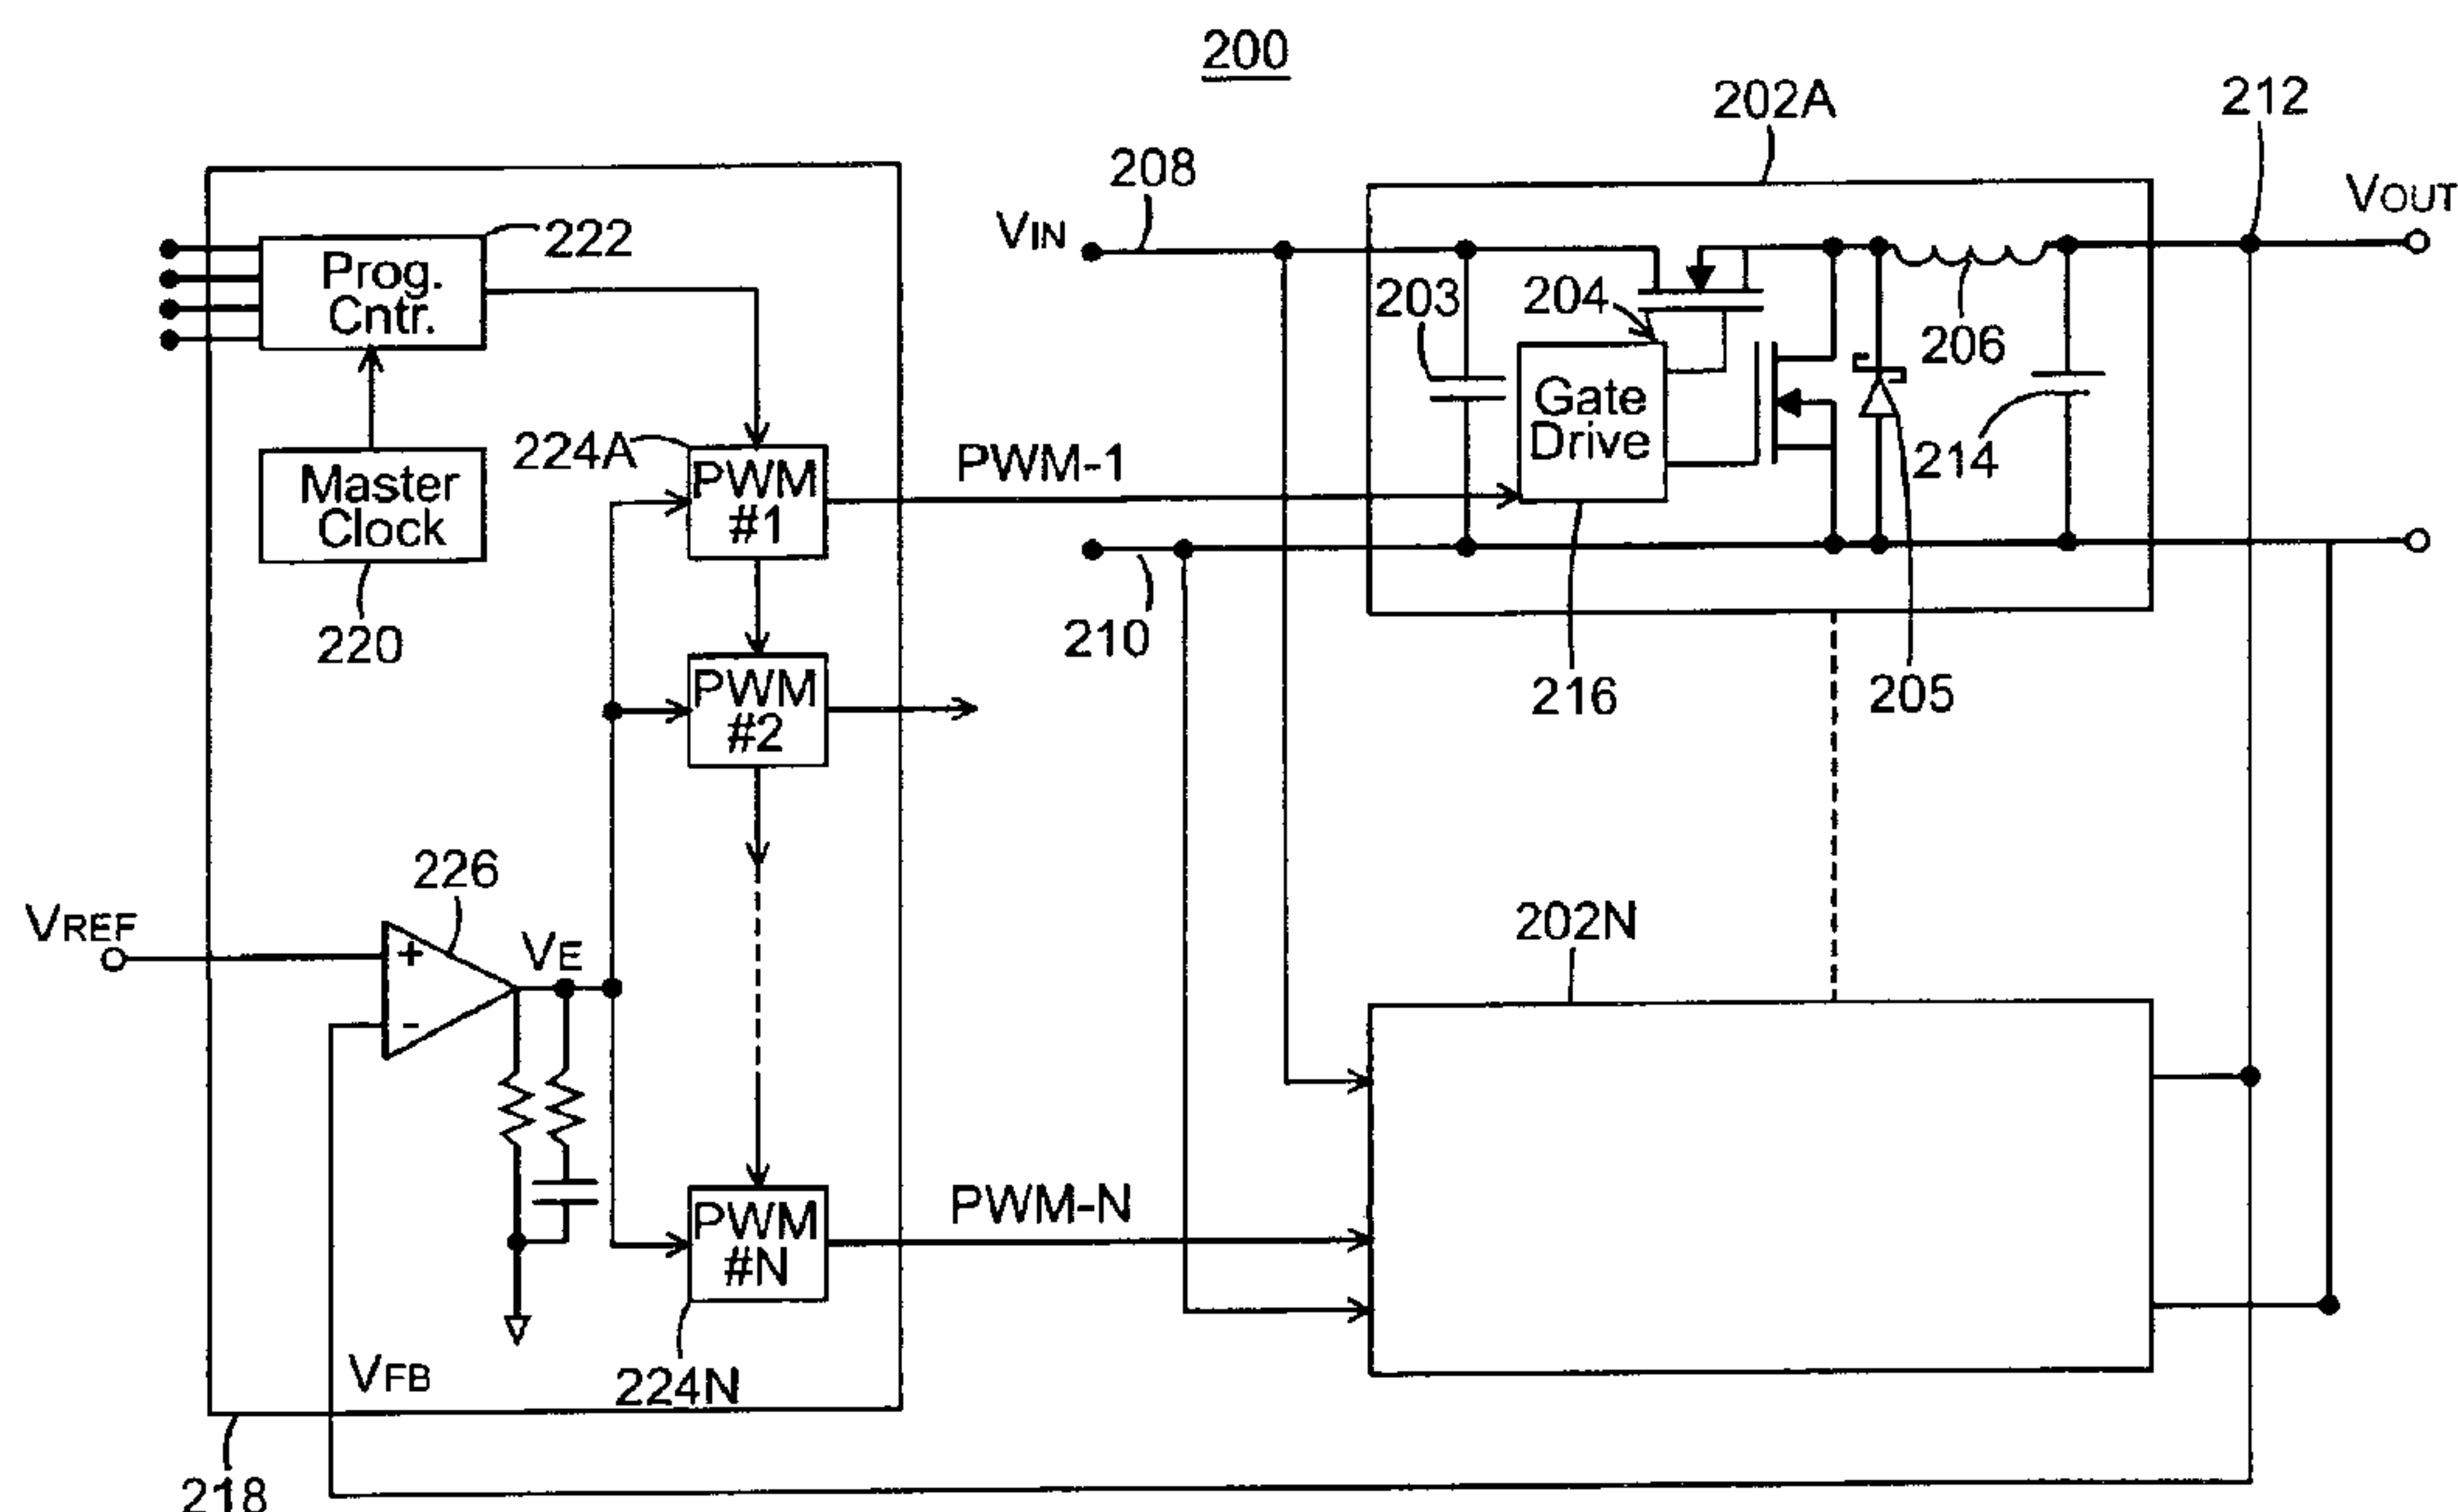 200
202A
212
208
VIN
VOUT
222
Prog.
Cntr.
203
204
206
Gate
Drive
214
224A
PWM-1
Master
Clock
PWM
#1
220
210
216
205
PWM
#2
226
VREF
+
-
VE
202N
PWM-N
PWM
#N
VFB
224N
218